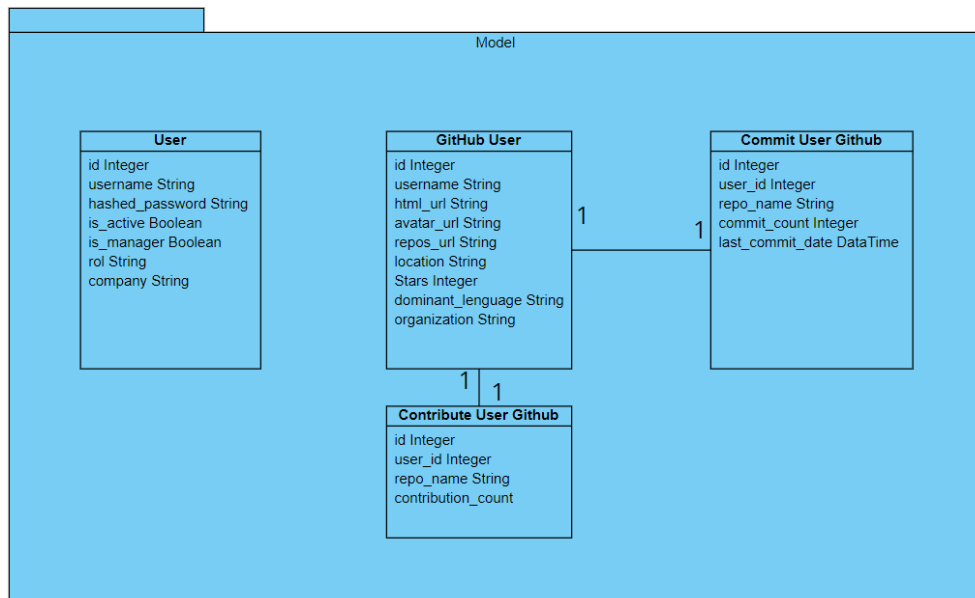 Model
User
id Integer
username String
hashed_password String
is_active Boolean
is_manager Boolean
rol String
company String
GitHub User
id Integer
username String
html_url String
avatar_url String
repos_url String
location String
Stars Integer
dominant_lenguage String
organization String
1
1
Commit User Github
id Integer
user_id Integer
repo_name String
commit_count Integer
last_commit_date DataTime
1
1
Contribute User Github
id Integer
user_id Integer
repo_name String
contribution_count